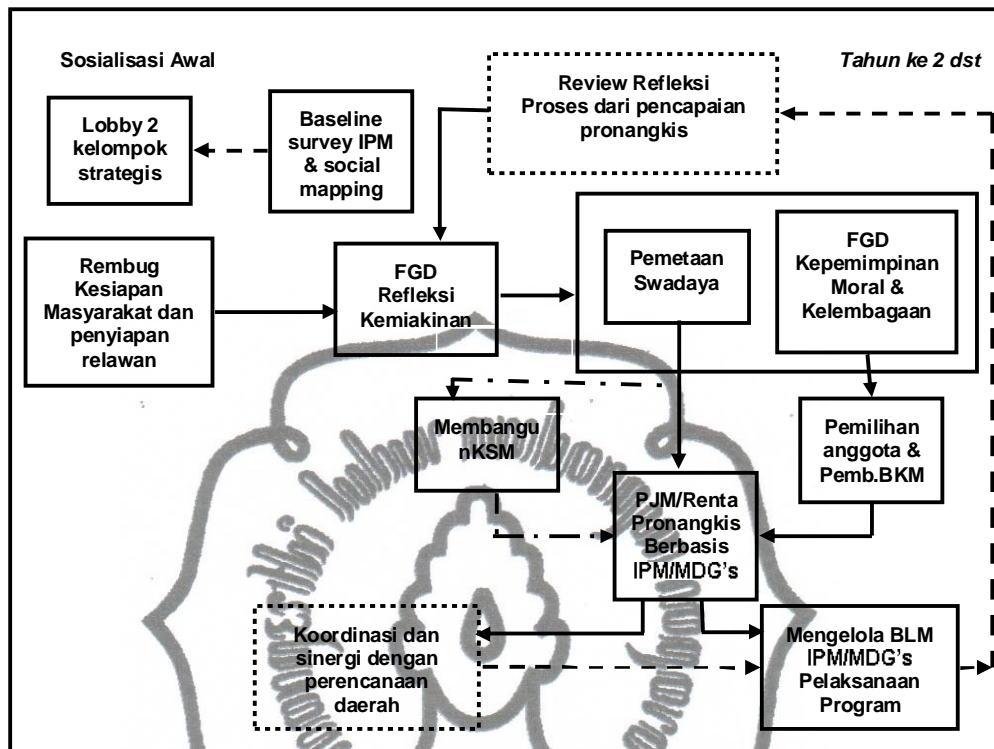 Sosialisasi Awal
Tahun ke 2 dst
Review Refleksi
Proses dari pencapaian
pronangkis
Lobby 2
kelompok
strategis
Baseline
survey IPM
& social
mapping
Rembug
Kesiapan
Masyarakat dan
penyiapan
relawan
FGD
Refleksi
Kemiakinan
Pemetaan
Swadaya
FGD
Kepemimpinan
Moral &
Kelembagaan
Membangu
nKSM
Pemilihan
anggota &
Pemb.BKM
PJM/Renta
Pronangkis
Berbasis
IPM/MDG's
Koordinasi dan
sinergi dengan
perencanaan
daerah
Mengelola BLM
IPM/MDG's
Pelaksanaan
Program